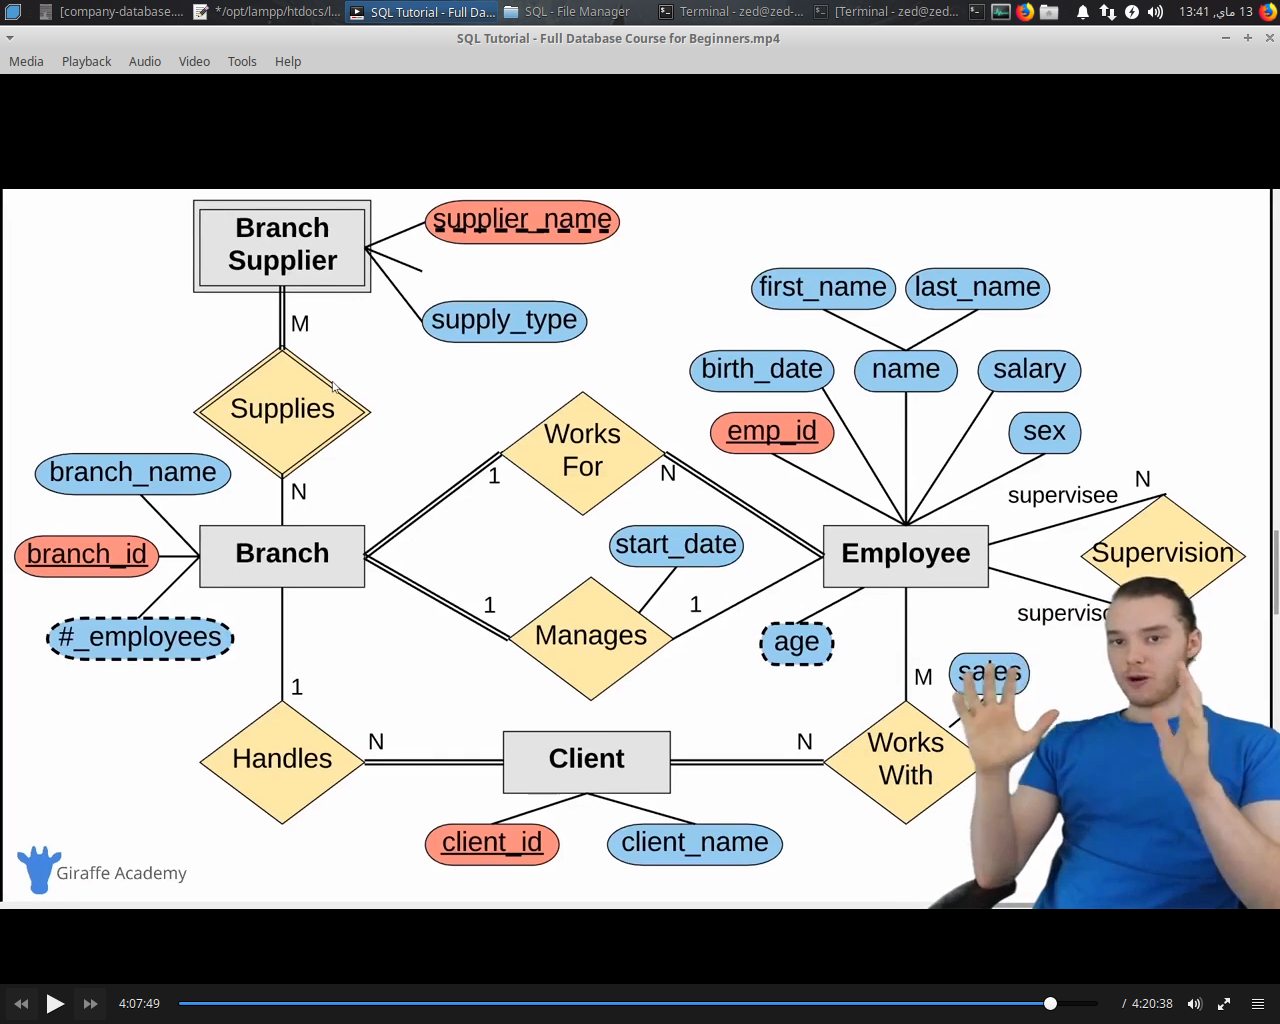 [company-database....
*/opt/lampp/htdocs/l...
SQL Tutorial - Full Da...
SQL - File Manager
Terminal - zed@zed-...
[Terminal - zed@zed...
13:41 ,ماي 13
SQL Tutorial - Full Database Course for Beginners.mp4
Media Playback Audio Video Tools Help
Branch
Supplier
supplier_name
supply_type
M
Supplies
N
first_name
last_name
birth_date
name
salary
emp_id
sex
Works
For
1
N
branch_name
branch_id
#_employees
Branch
start_date
Employee
supervisee
N
Supervision
superviso
1
Manages
1
age
sales
M
1
Handles
N
Client
N
Works
With
client_id
client_name
Giraffe Academy
4:07:49
/ 4:20:38